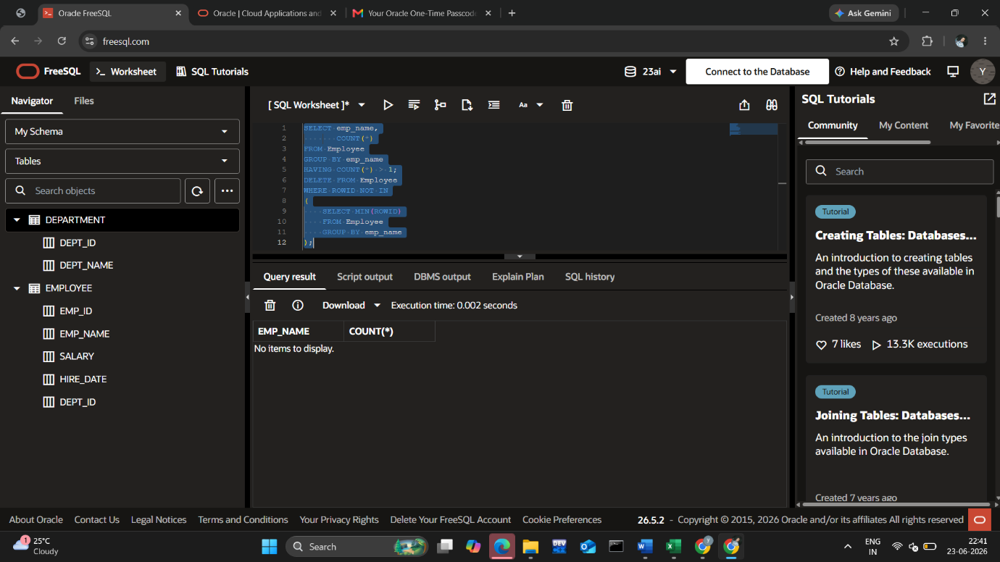 Oracle FreeSQL
Oracle | Cloud Applications and
Your Oracle One-Time Passcod
Ask Gemini
freesql.com
FreeSQL
>_ Worksheet
SQL Tutorials
23ai
Connect to the Database
Help and Feedback
Y
Navigator
Files
My Schema
Tables
Search objects
DEPARTMENT
DEPT_ID
DEPT_NAME
EMPLOYEE
EMP_ID
EMP_NAME
SALARY
HIRE_DATE
DEPT_ID
[ SQL Worksheet ]*
Aa
1 SELECT emp_name,
2 COUNT(*)
3 FROM Employee
4 GROUP BY emp_name
5 HAVING COUNT(*) > 1;
6 DELETE FROM Employee
7 WHERE ROWID NOT IN
8 (
9 SELECT MIN(ROWID)
10 FROM Employee
11 GROUP BY emp_name
12 );
Query result
Script output
DBMS output
Explain Plan
SQL history
Download
Execution time: 0.002 seconds
EMP_NAME
COUNT(*)
No items to display.
SQL Tutorials
Community
My Content
My Favorite
Search
Tutorial
Creating Tables: Databases...
An introduction to creating tables
and the types of these available in
Oracle Database.
Created 8 years ago
7 likes
13.3K executions
Tutorial
Joining Tables: Databases...
An introduction to the join types
available in Oracle Database.
Created 7 years ago
About Oracle
Contact Us
Legal Notices
Terms and Conditions
Your Privacy Rights
Delete Your FreeSQL Account
Cookie Preferences
26.5.2 - Copyright © 2015, 2026 Oracle and/or its affiliates All rights reserved
1
25°C
Cloudy
Search
DEV
ENG
IN
22:41
23-06-2026